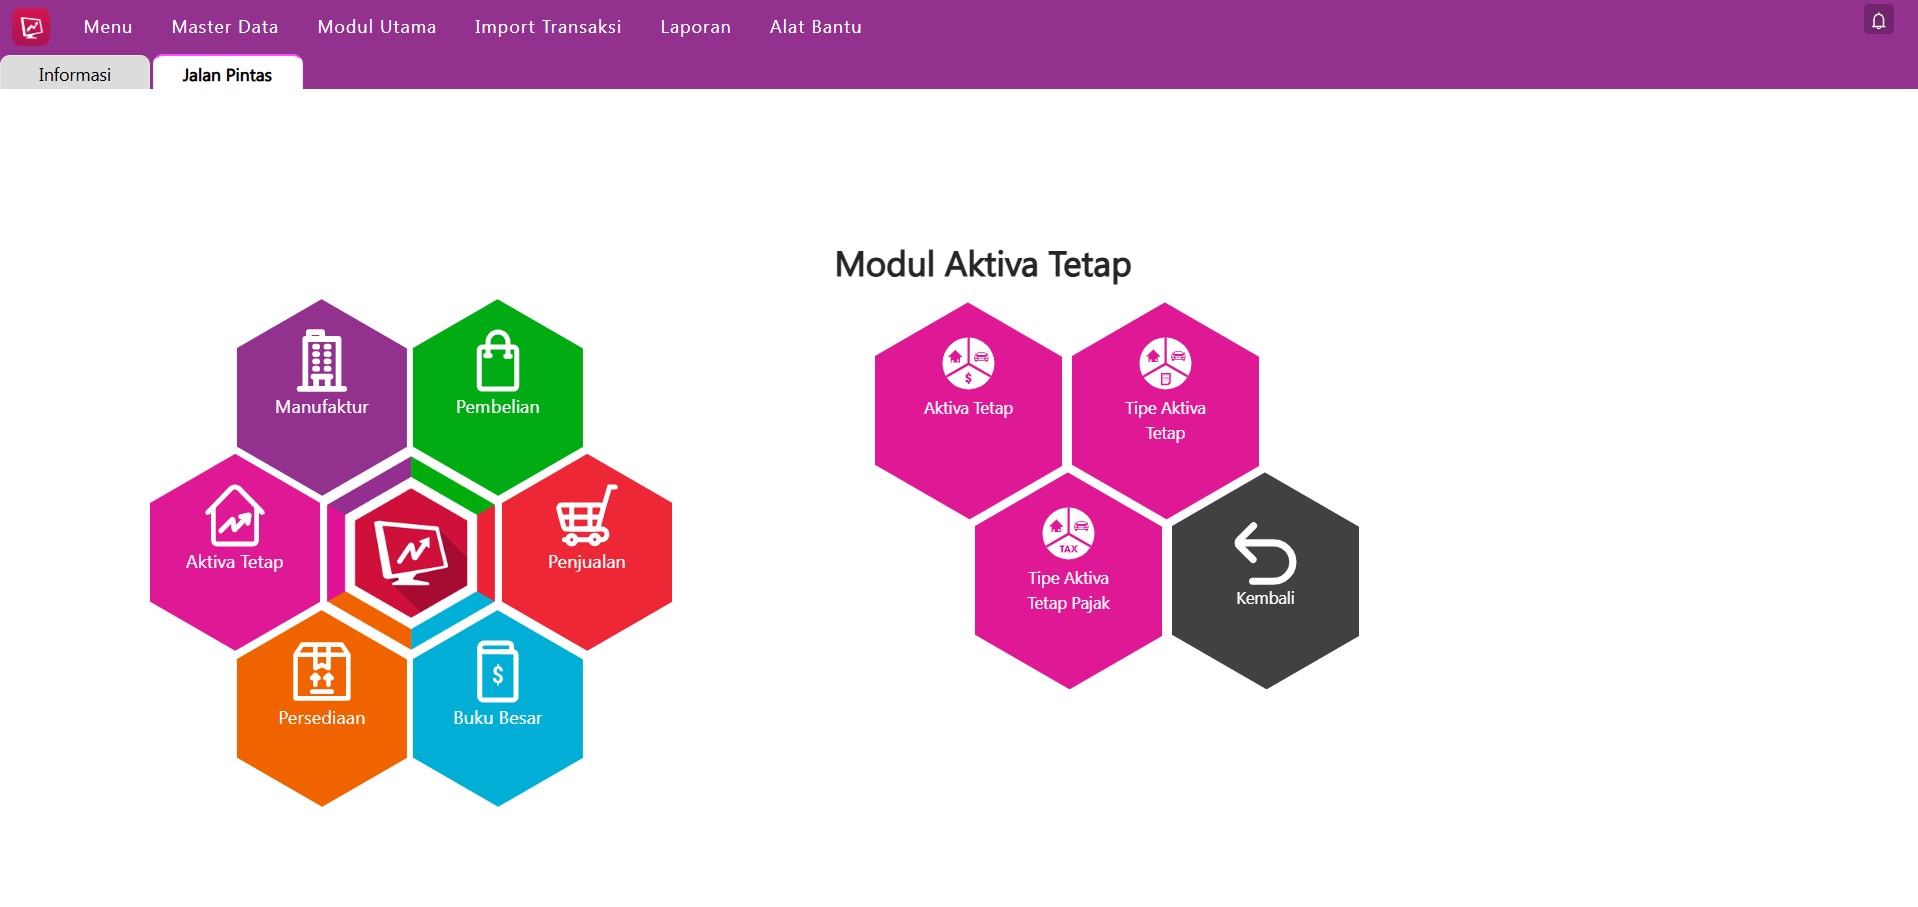 Menu
Master Data
Modul Utama
Import Transaksi
Laporan
Alat Bantu
Informasi
Jalan Pintas
Modul Aktiva Tetap
Manufaktur
Pembelian
Aktiva Tetap
Penjualan
Persediaan
$
Buku Besar
$
Aktiva Tetap
Tipe Aktiva
Tetap
TAX
Tipe Aktiva
Tetap Pajak
Kembali